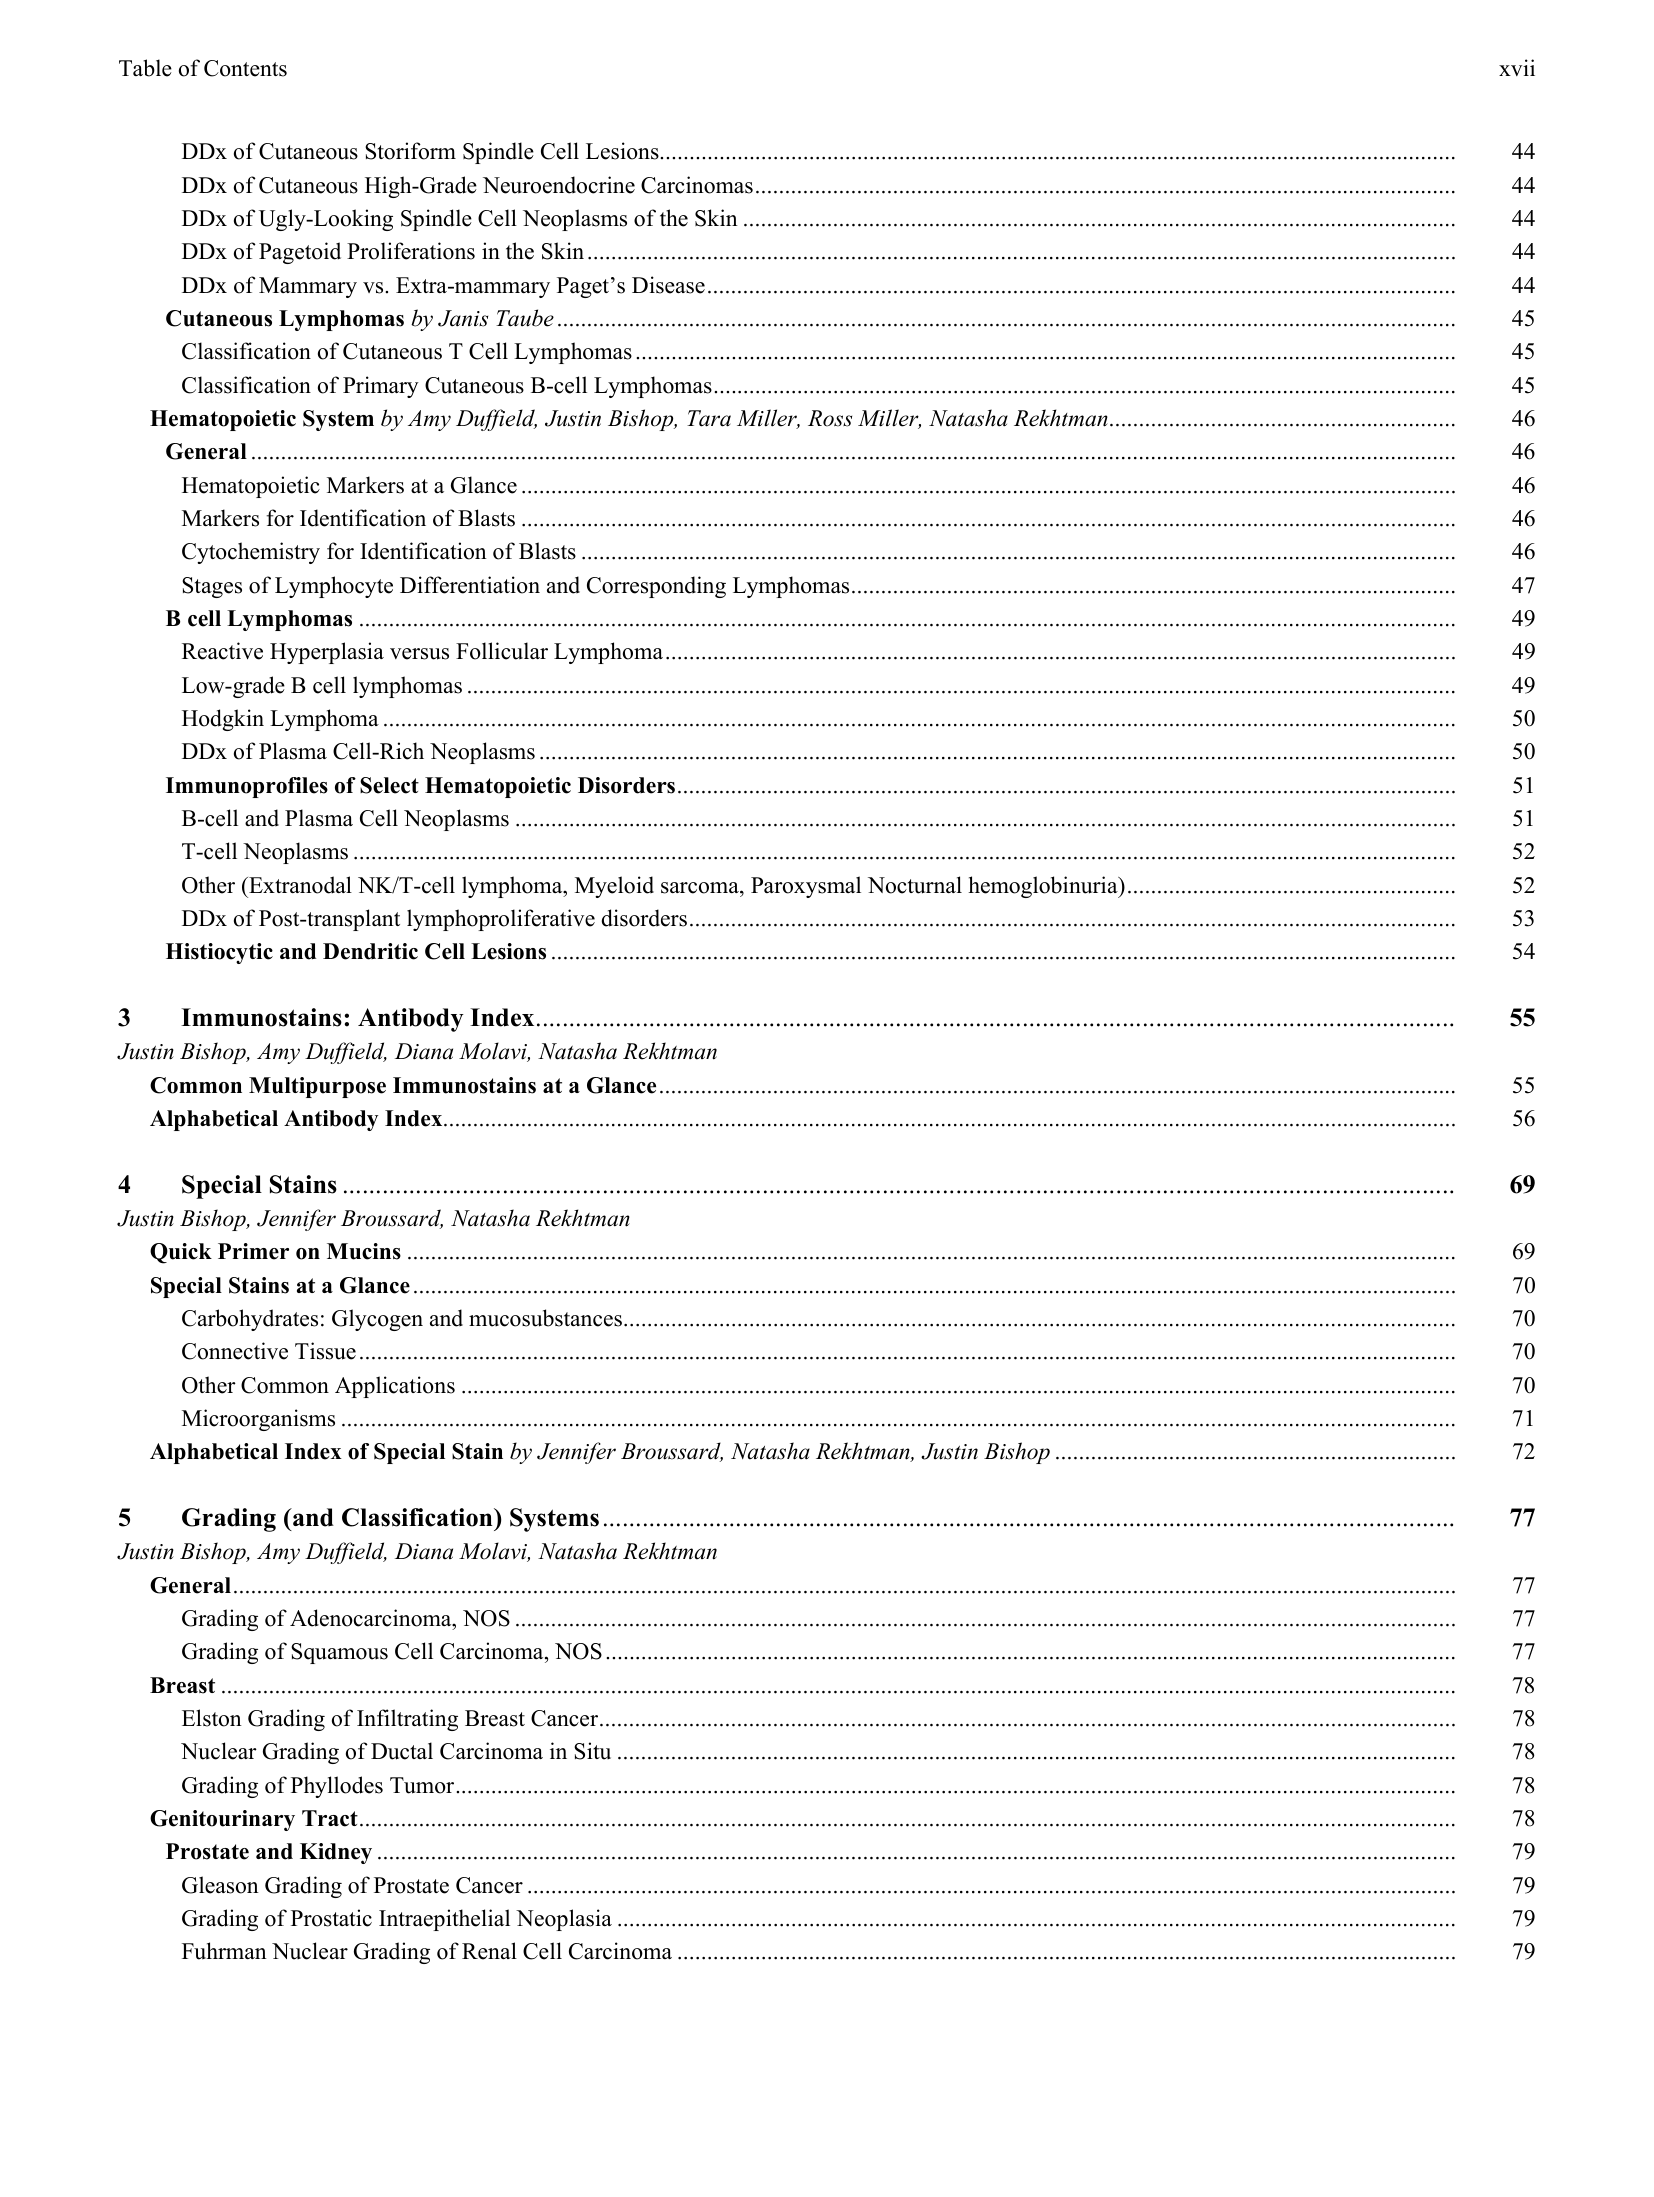 Table of Contents xvii
DDx of Cutaneous Storiform Spindle Cell Lesions 44
DDx of Cutaneous High-Grade Neuroendocrine Carcinomas 44
DDx of Ugly-Looking Spindle Cell Neoplasms of the Skin 44
DDx of Pagetoid Proliferations in the Skin 44
DDx of Mammary vs. Extra-mammary Paget’s Disease 44
Cutaneous Lymphomas by Janis Taube 45
Classification of Cutaneous T Cell Lymphomas 45
Classification of Primary Cutaneous B-cell Lymphomas 45
Hematopoietic System by Amy Duffield, Justin Bishop, Tara Miller, Ross Miller, Natasha Rekhtman 46
General 46
Hematopoietic Markers at a Glance 46
Markers for Identification of Blasts 46
Cytochemistry for Identification of Blasts 46
Stages of Lymphocyte Differentiation and Corresponding Lymphomas 47
B cell Lymphomas 49
Reactive Hyperplasia versus Follicular Lymphoma 49
Low-grade B cell lymphomas 49
Hodgkin Lymphoma 50
DDx of Plasma Cell-Rich Neoplasms 50
Immunoprofiles of Select Hematopoietic Disorders 51
B-cell and Plasma Cell Neoplasms 51
T-cell Neoplasms 52
Other (Extranodal NK/T-cell lymphoma, Myeloid sarcoma, Paroxysmal Nocturnal hemoglobinuria) 52
DDx of Post-transplant lymphoproliferative disorders 53
Histiocytic and Dendritic Cell Lesions 54
3 Immunostains: Antibody Index 55
Justin Bishop, Amy Duffield, Diana Molavi, Natasha Rekhtman
Common Multipurpose Immunostains at a Glance 55
Alphabetical Antibody Index 56
4 Special Stains 69
Justin Bishop, Jennifer Broussard, Natasha Rekhtman
Quick Primer on Mucins 69
Special Stains at a Glance 70
Carbohydrates: Glycogen and mucosubstances 70
Connective Tissue 70
Other Common Applications 70
Microorganisms 71
Alphabetical Index of Special Stain by Jennifer Broussard, Natasha Rekhtman, Justin Bishop 72
5 Grading (and Classification) Systems 77
Justin Bishop, Amy Duffield, Diana Molavi, Natasha Rekhtman
General 77
Grading of Adenocarcinoma, NOS 77
Grading of Squamous Cell Carcinoma, NOS 77
Breast 78
Elston Grading of Infiltrating Breast Cancer 78
Nuclear Grading of Ductal Carcinoma in Situ 78
Grading of Phyllodes Tumor 78
Genitourinary Tract 78
Prostate and Kidney 79
Gleason Grading of Prostate Cancer 79
Grading of Prostatic Intraepithelial Neoplasia 79
Fuhrman Nuclear Grading of Renal Cell Carcinoma 79